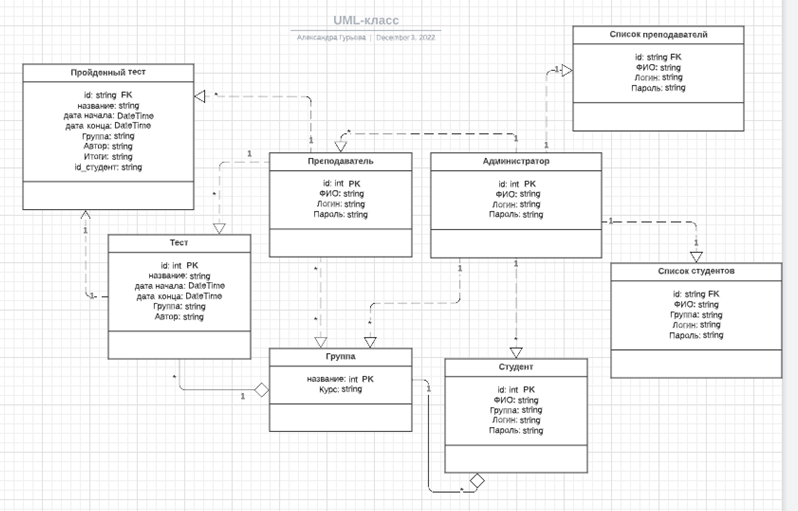 UML-класс
Александра Гурьева | December 3, 2022
Список преподавателй
id: string FK
ФИО: string
Логин: string
Пароль: string
Пройденный тест
id: string FK
название: string
дата начала: DateTime
дата конца: DateTime
Группа: string
Автор: string
Итоги: string
id_студент: string
Преподаватель
id: int PK
ФИО: string
Логин: string
Пароль: string
Администратор
id: int PK
ФИО: string
Логин: string
Пароль: string
Тест
id: int PK
название: string
дата начала: DateTime
дата конца: DateTime
Группа: string
Автор: string
Список студентов
id: string FK
ФИО: string
Группа: string
Логин: string
Пароль: string
Группа
название: int PK
Курс: string
Студент
id: int PK
ФИО: string
Группа: string
Логин: string
Пароль: string
1
*
1
*
1
*
1
1
1
1
1
1
*
*
1
*
1
*
*
1
1
*